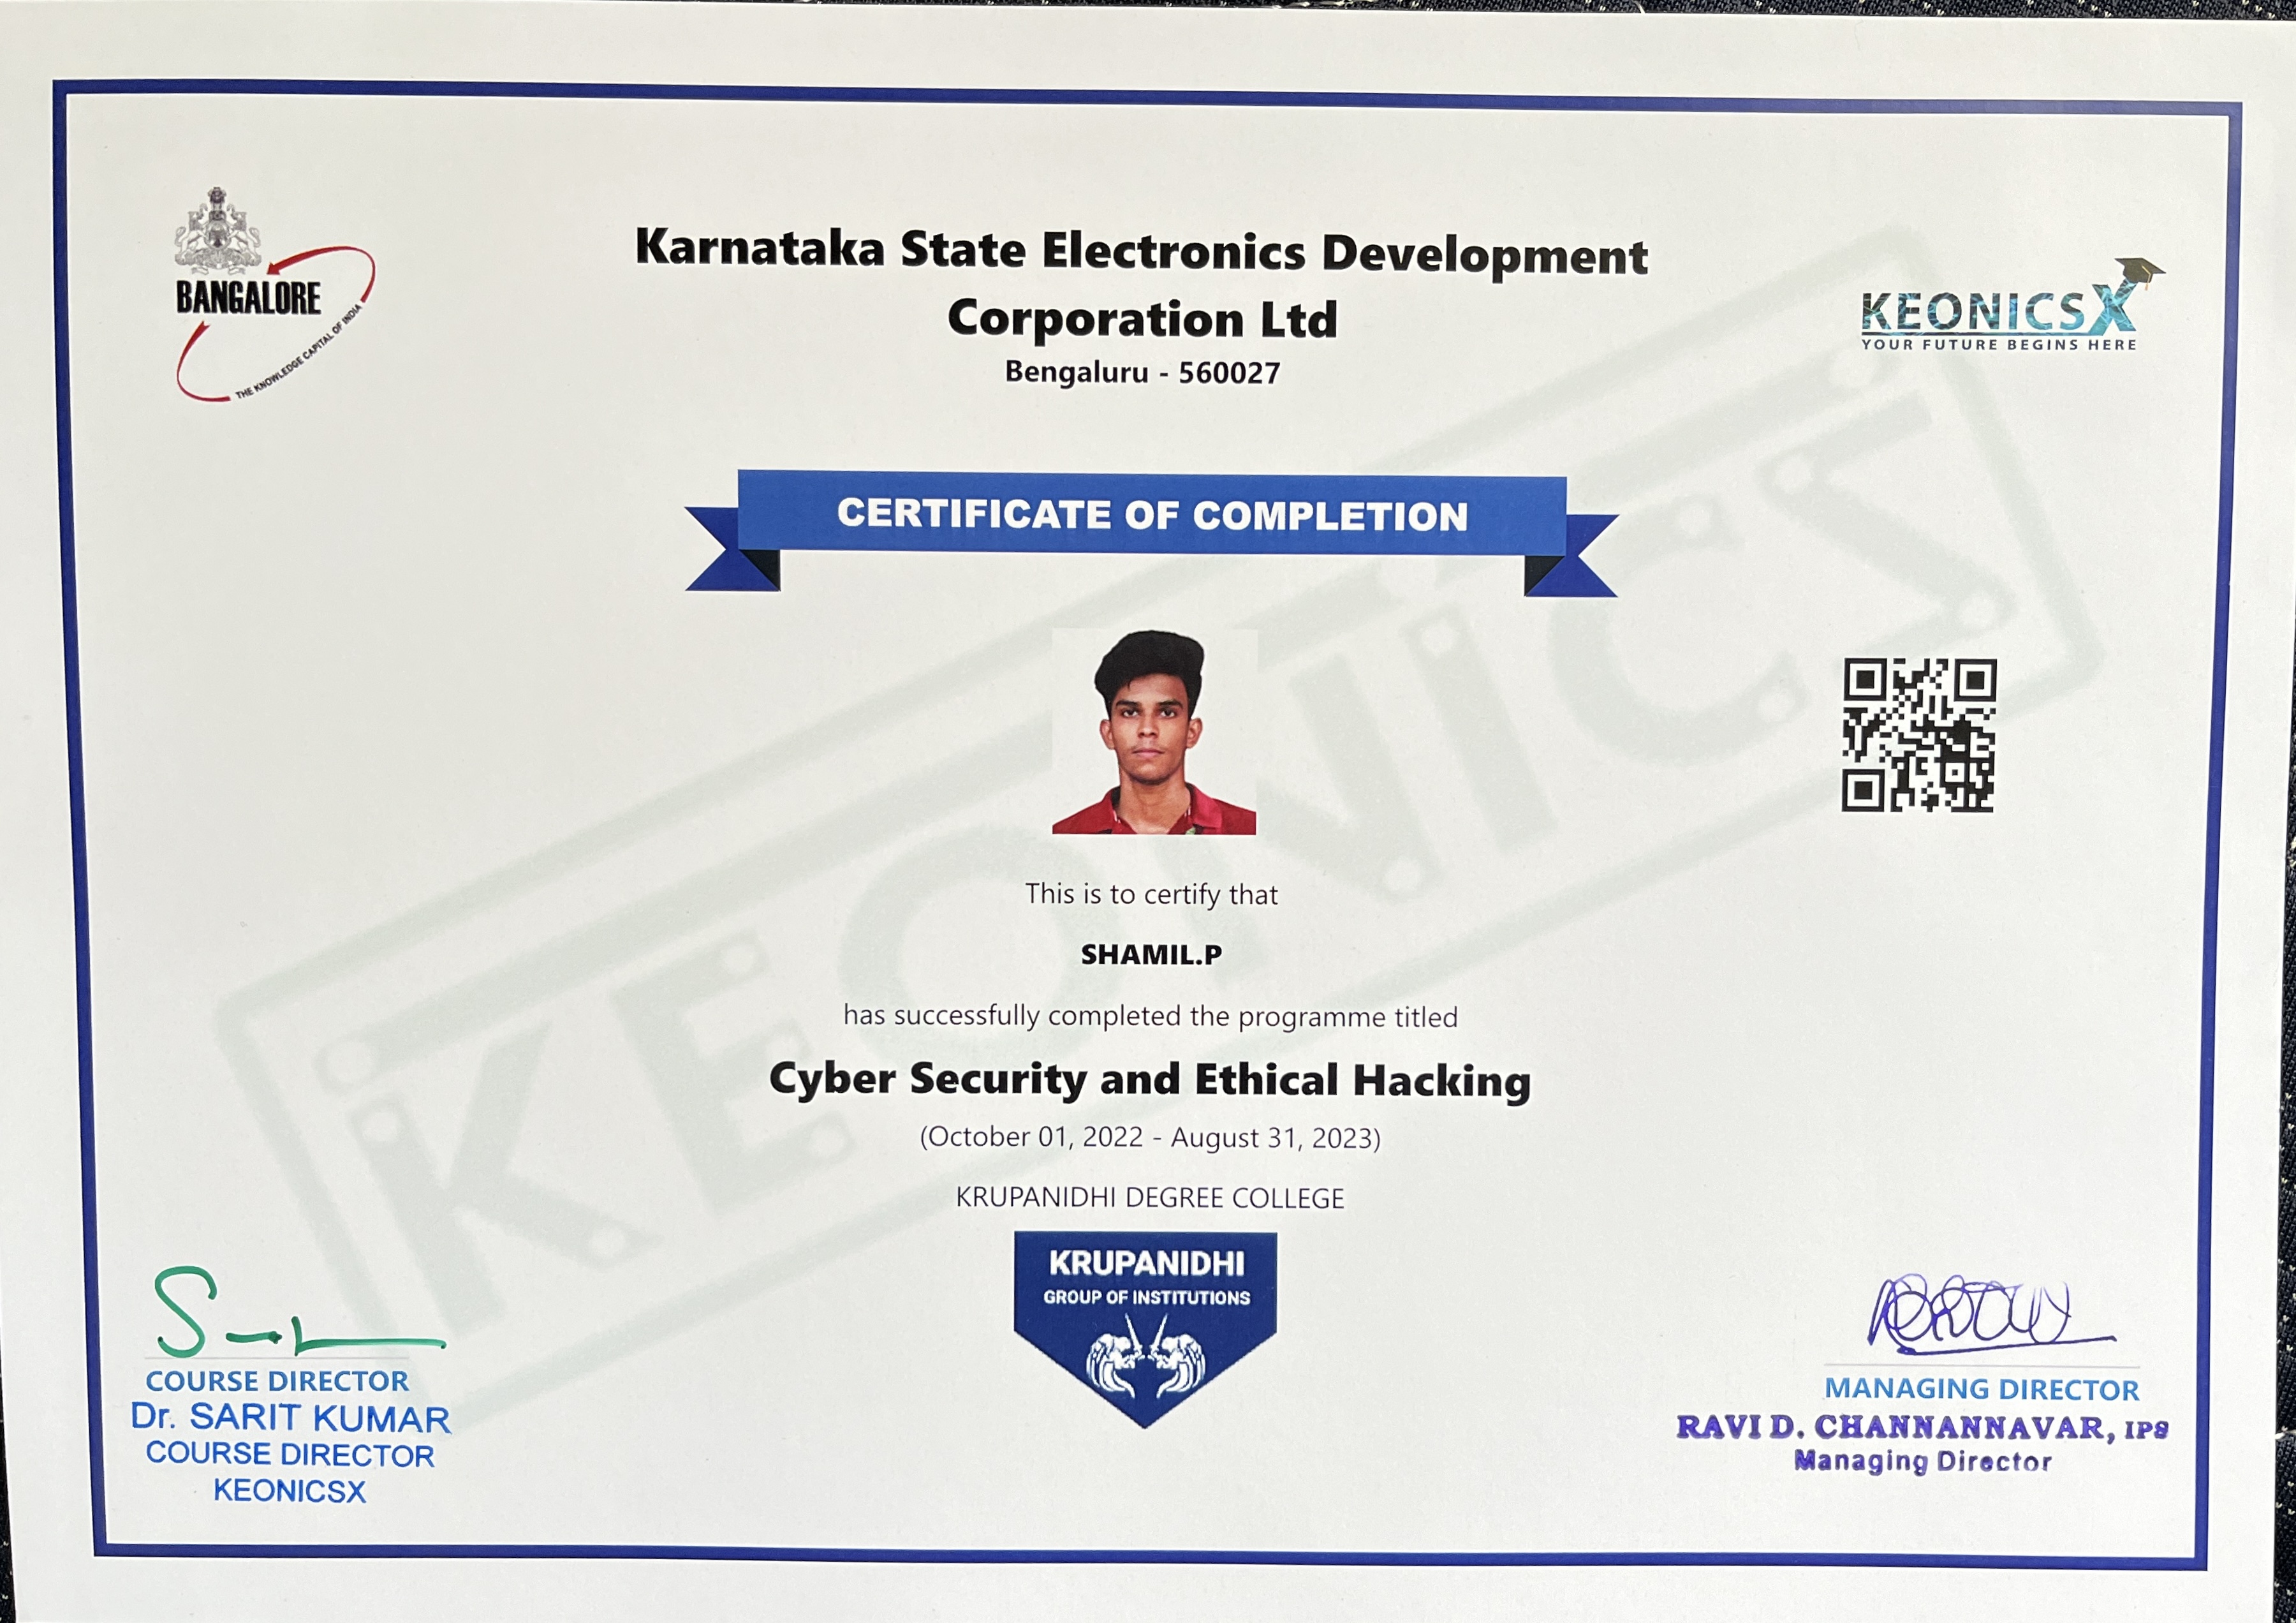 BANGALORE
THE KNOWLEDGE CAPITAL OF INDIA
Karnataka State Electronics Development
Corporation Ltd
Bengaluru - 560027
KEONICSX
YOUR FUTURE BEGINS HERE
CERTIFICATE OF COMPLETION
KEONICS
This is to certify that
SHAMIL.P
has successfully completed the programme titled
Cyber Security and Ethical Hacking
(October 01, 2022 - August 31, 2023)
KRUPANIDHI DEGREE COLLEGE
KRUPANIDHI
GROUP OF INSTITUTIONS
COURSE DIRECTOR
Dr. SARIT KUMAR
COURSE DIRECTOR
KEONICSX
MANAGING DIRECTOR
RAVI D. CHANNANNAVAR, IPS
Managing Director